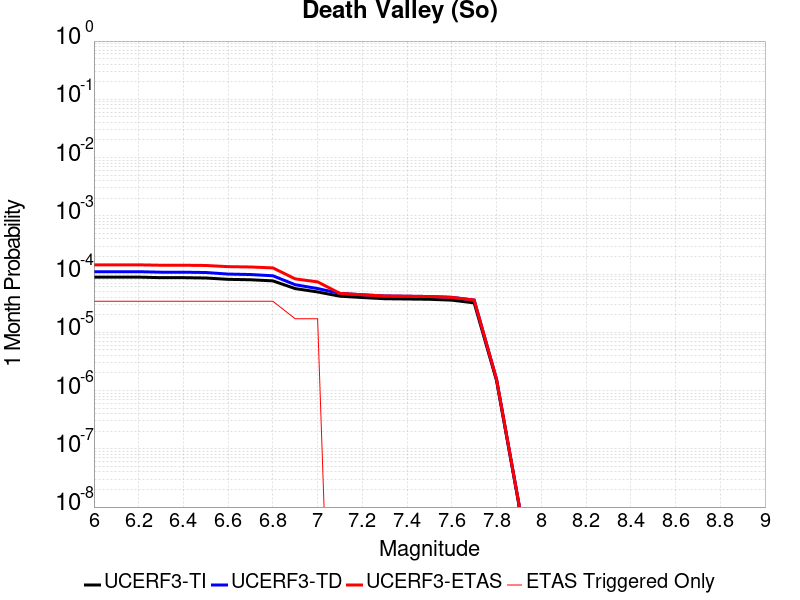 Death Valley (So)
10^0
10^-1
10^-2
10^-3
10^-4
10^-5
10^-6
10^-7
10^-8
1 Month Probability
6 6.2 6.4 6.6 6.8 7 7.2 7.4 7.6 7.8 8 8.2 8.4 8.6 8.8 9
Magnitude
UCERF3-TI UCERF3-TD UCERF3-ETAS ETAS Triggered Only